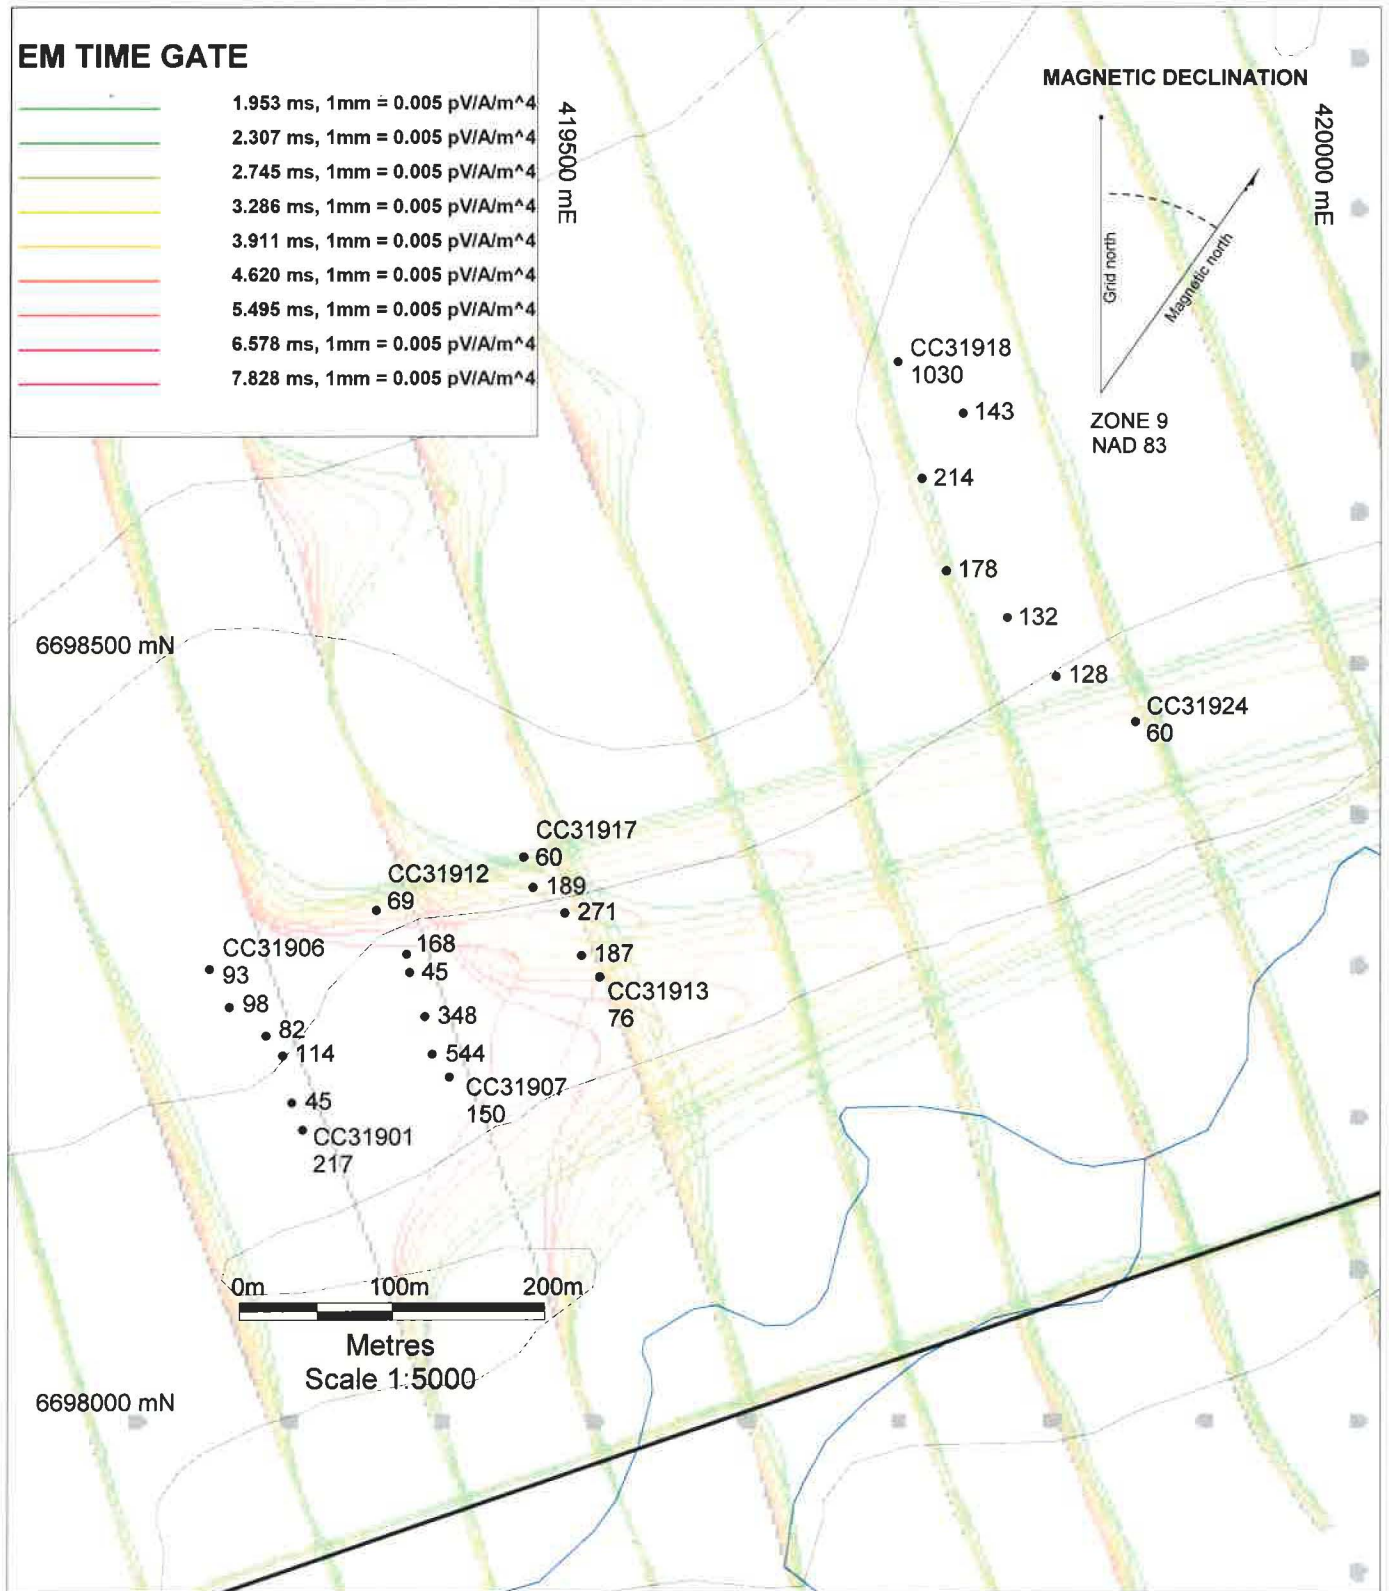 EM TIME GATE
1.953 ms, 1mm = 0.005 pV/A/m^4
2.307 ms, 1mm = 0.005 pV/A/m^4
2.745 ms, 1mm = 0.005 pV/A/m^4
3.286 ms, 1mm = 0.005 pV/A/m^4
3.911 ms, 1mm = 0.005 pV/A/m^4
4.620 ms, 1mm = 0.005 pV/A/m^4
5.495 ms, 1mm = 0.005 pV/A/m^4
6.578 ms, 1mm = 0.005 pV/A/m^4
7.828 ms, 1mm = 0.005 pV/A/m^4
419500 mE
MAGNETIC DECLINATION
420000 mE
Grid north
Magnetic north
ZONE 9
NAD 83
CC31918
1030
143
214
178
132
128
CC31924
60
6698500 mN
CC31917
60
189
271
187
CC31913
76
CC31912
69
168
45
348
544
CC31907
150
CC31906
93
98
82
114
45
CC31901
217
0m 100m 200m
Metres
Scale 1:5000
6698000 mN